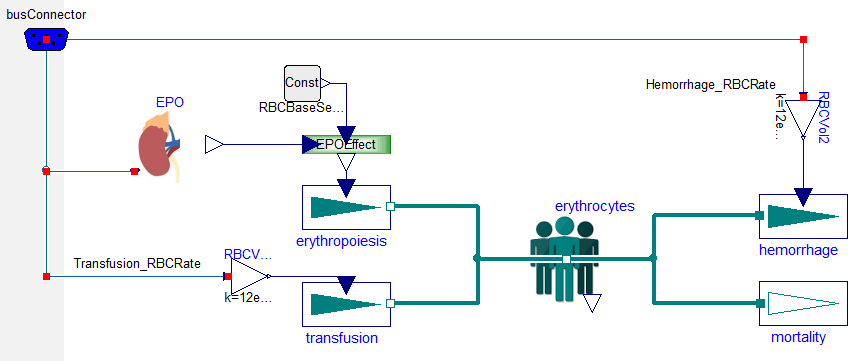 busConnector
EPO
Const
RBCBaseSe...
EPOEffect
Hemorrhage_RBCRate
k=12e...
RBCVol2
erythropoiesis
erythrocytes
hemorrhage
Transfusion_RBCRate
RBCV...
k=12e...
transfusion
mortality